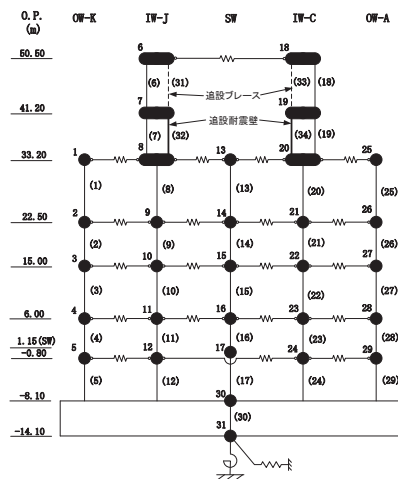 O.P. OW-K IW-J SW IW-C OW-A
(m)
50.50 6 18
(6) (31) (33) (18)
追設ブレース
41.20 7 19
追設耐震壁
(7) (32) (34) (19)
33.20 1 8 13 20 25
(1) (8) (13) (20) (25)
22.50 2 9 14 21 26
(2) (9) (14) (21) (26)
15.00 3 10 15 22 27
(3) (10) (15) (22) (27)
6.00 4 11 16 23 28
(4) (11) (16) (23) (28)
1.15(SW) 17
-0.80 5 12 24 29
(5) (12) (17) (24) (29)
-8.10 30
(30)
-14.10 31